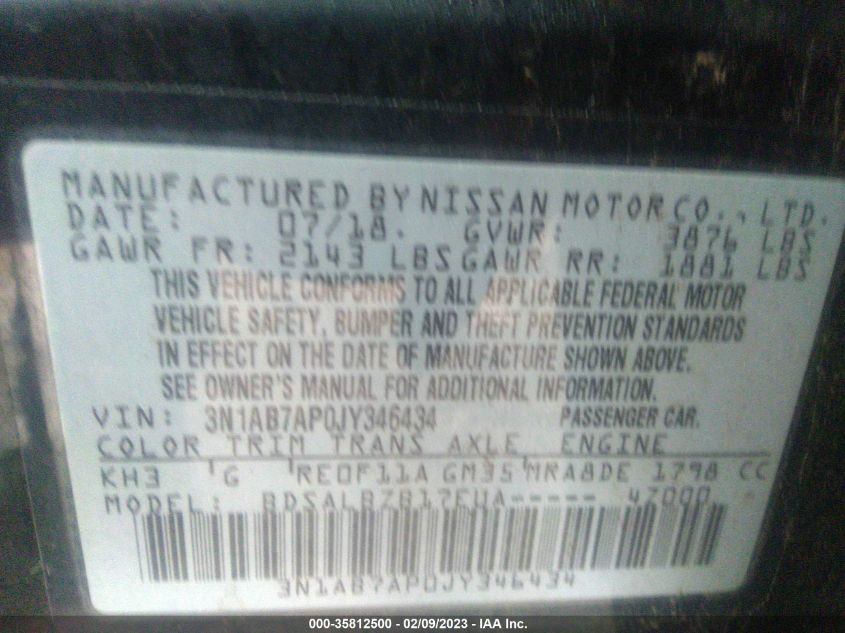 MANUFACTURED BY NISSAN MOTOR CO., LTD.
DATE: 07/18. GVWR: 3876 LBS
GAWR FR: 2143 LBS GAWR RR: 1881 LBS
THIS VEHICLE CONFORMS TO ALL APPLICABLE FEDERAL MOTOR
VEHICLE SAFETY, BUMPER AND THEFT PREVENTION STANDARDS
IN EFFECT ON THE DATE OF MANUFACTURE SHOWN ABOVE.
SEE OWNER'S MANUAL FOR ADDITIONAL INFORMATION.
VIN: 3N1AB7AP0JY346434 PASSENGER CAR.
COLOR TRIM TRANS AXLE ENGINE
KH3 G RE0F11A GM35 MRA8DE 1798 CC
MODEL: 47000
3N1AB7AP0JY346434
000-35812500 - 02/09/2023 - IAA Inc.